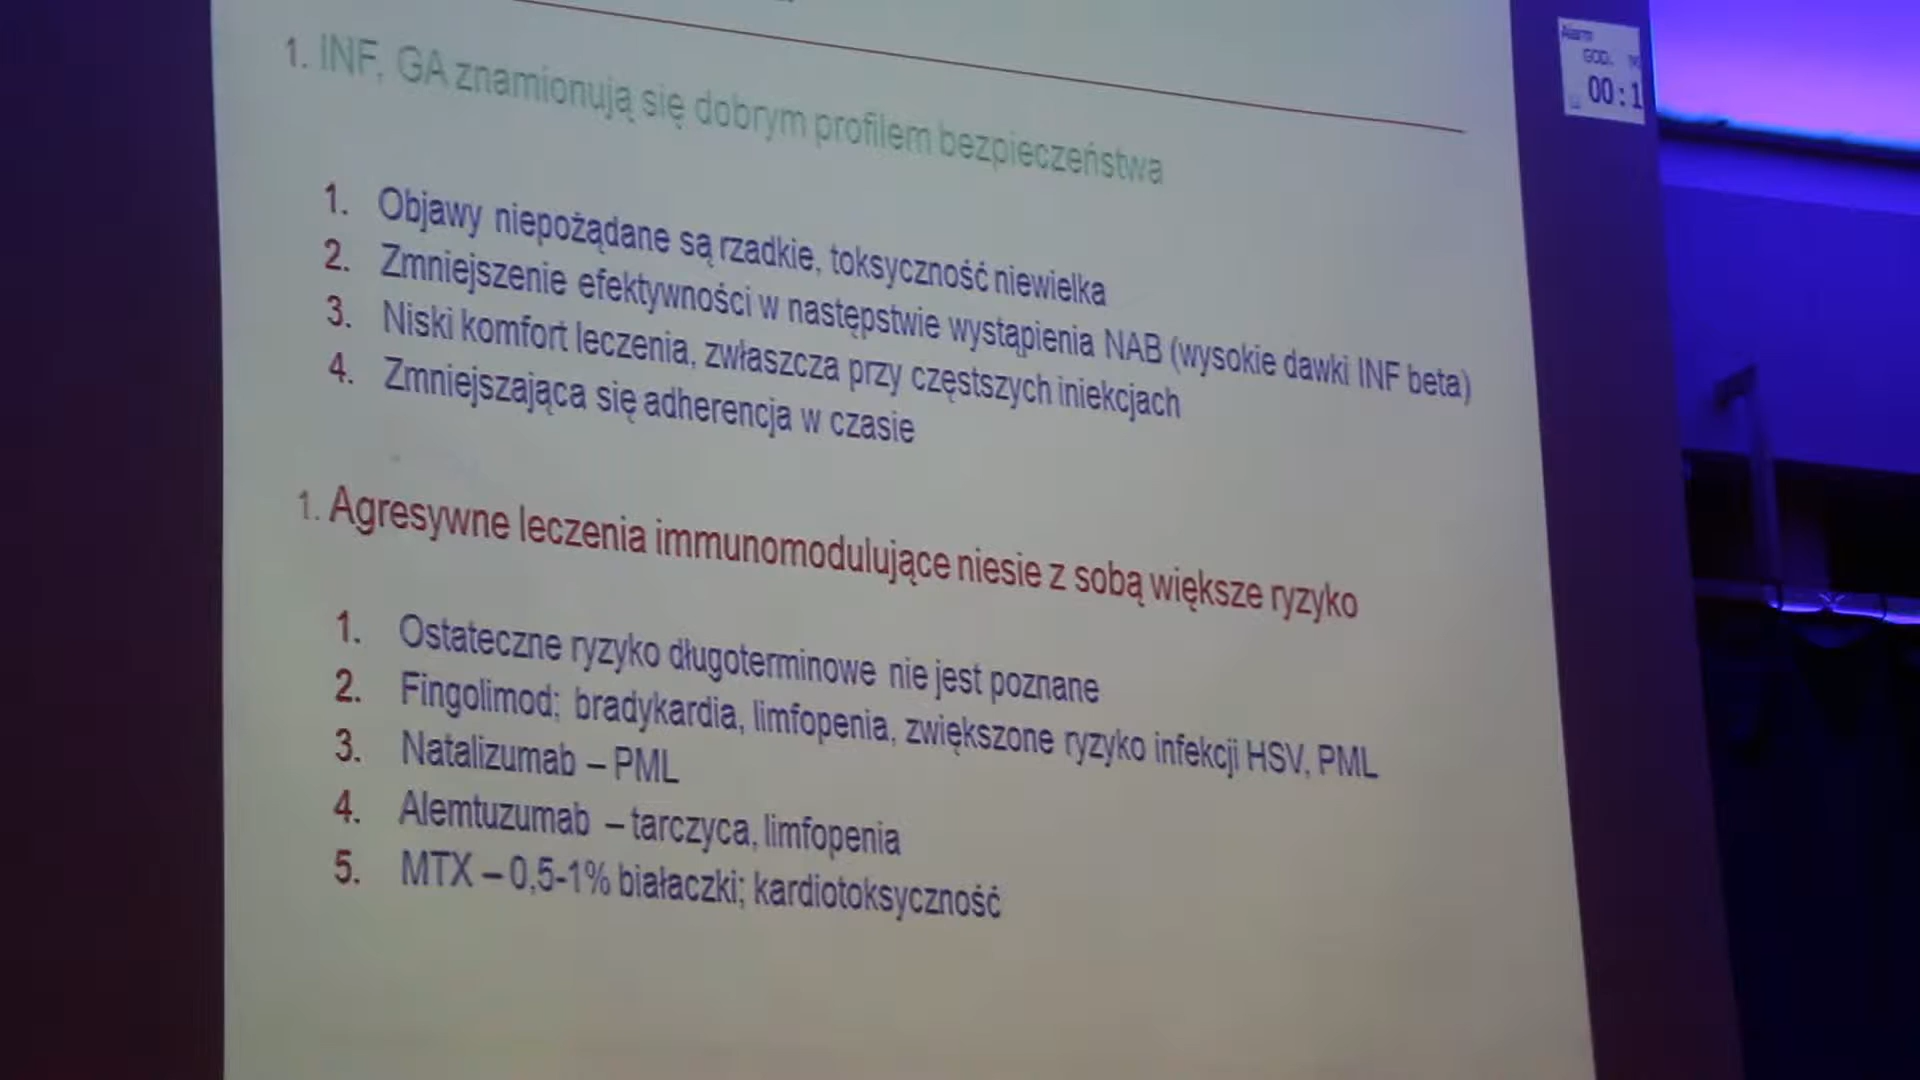 1. INF, GA znamionują się dobrym profilem bezpieczeństwa
1. Objawy niepożądane są rzadkie, toksyczność niewielka
2. Zmniejszenie efektywności w następstwie wystąpienia NAB (wysokie dawki INF beta)
3. Niski komfort leczenia, zwłaszcza przy częstszych iniekcjach
4. Zmniejszająca się adherencja w czasie
1. Agresywne leczenia immunomodulujące niesie z sobą większe ryzyko
1. Ostateczne ryzyko długoterminowe nie jest poznane
2. Fingolimod; bradykardia, limfopenia, zwiększone ryzyko infekcji HSV, PML
3. Natalizumab – PML
4. Alemtuzumab – tarczyca, limfopenia
5. MTX – 0,5-1% białaczki; kardiotoksyczność
Alarm
GOD. M
00:1